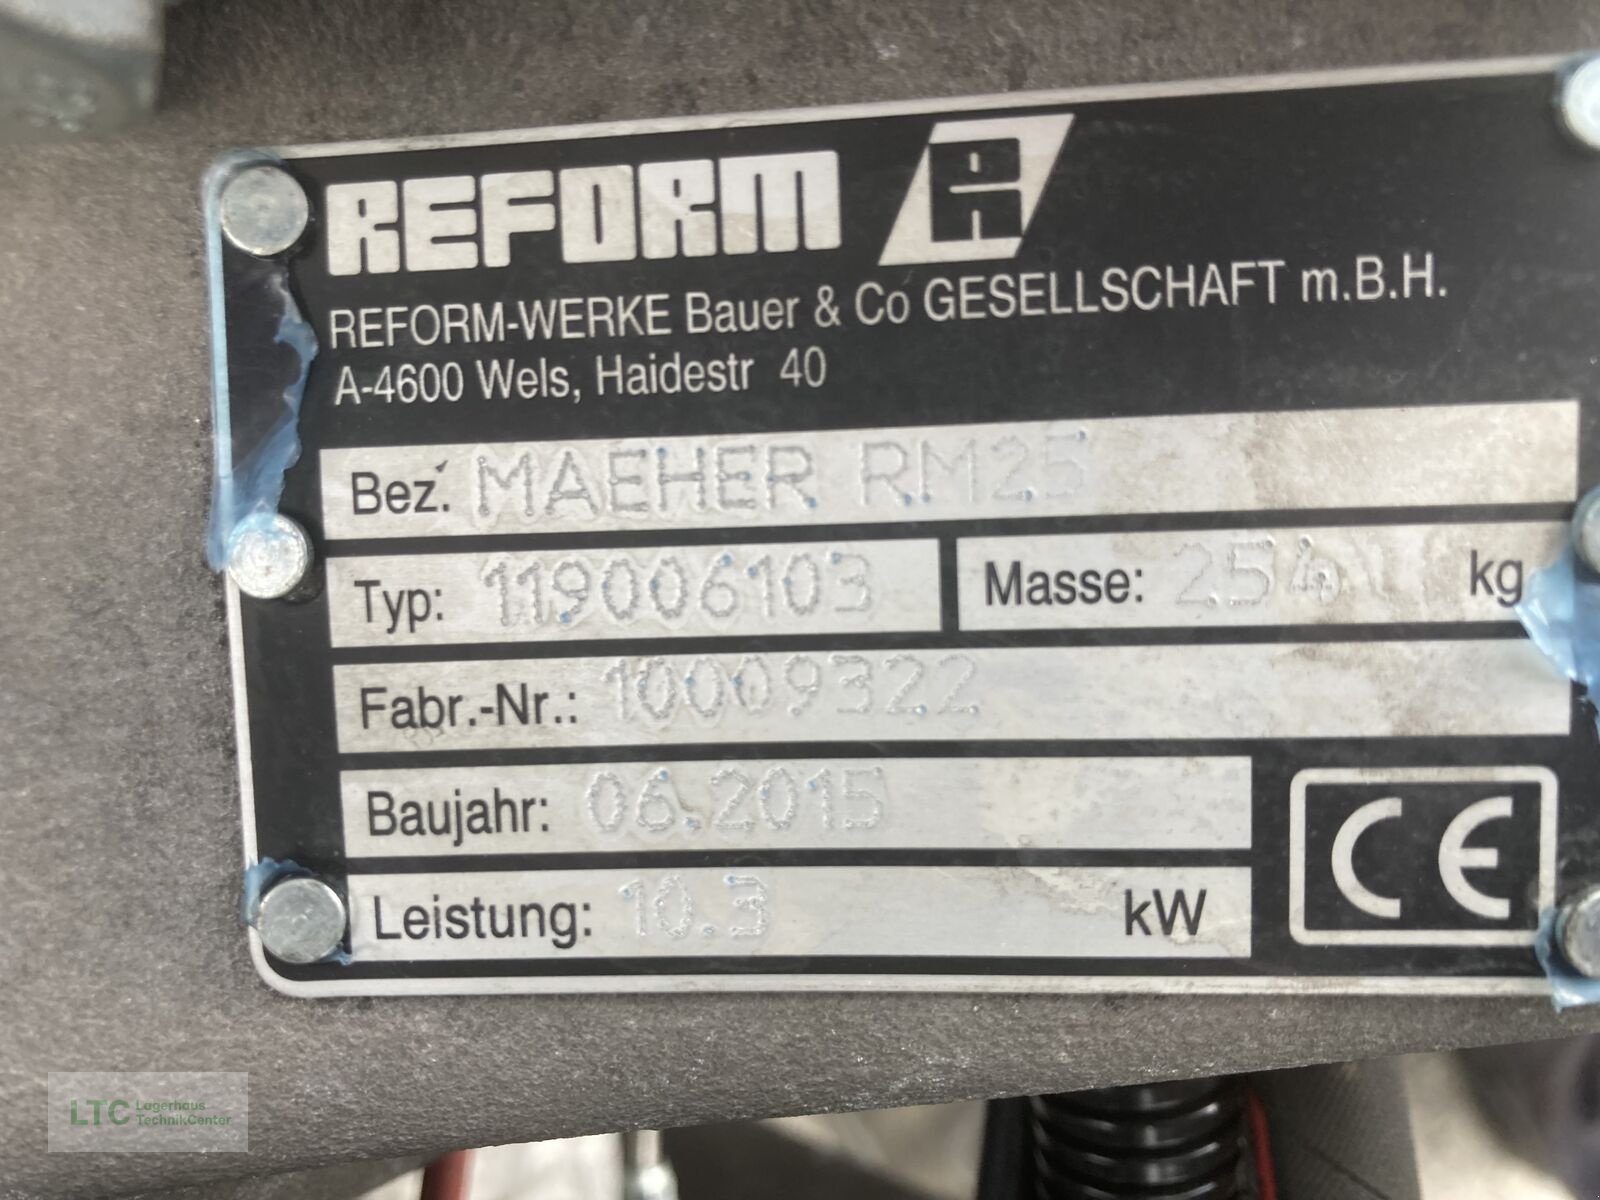 REFORM R
REFORM-WERKE Bauer & Co GESELLSCHAFT m.B.H.
A-4600 Wels, Haidestr 40
Bez. MAEHER RM25
Typ: 119006103 Masse: 254 kg
Fabr.-Nr.: 10009322
Baujahr: 06.2015
Leistung: 10.3 kW
CE
LTC Lagerhaus
TechnikCenter